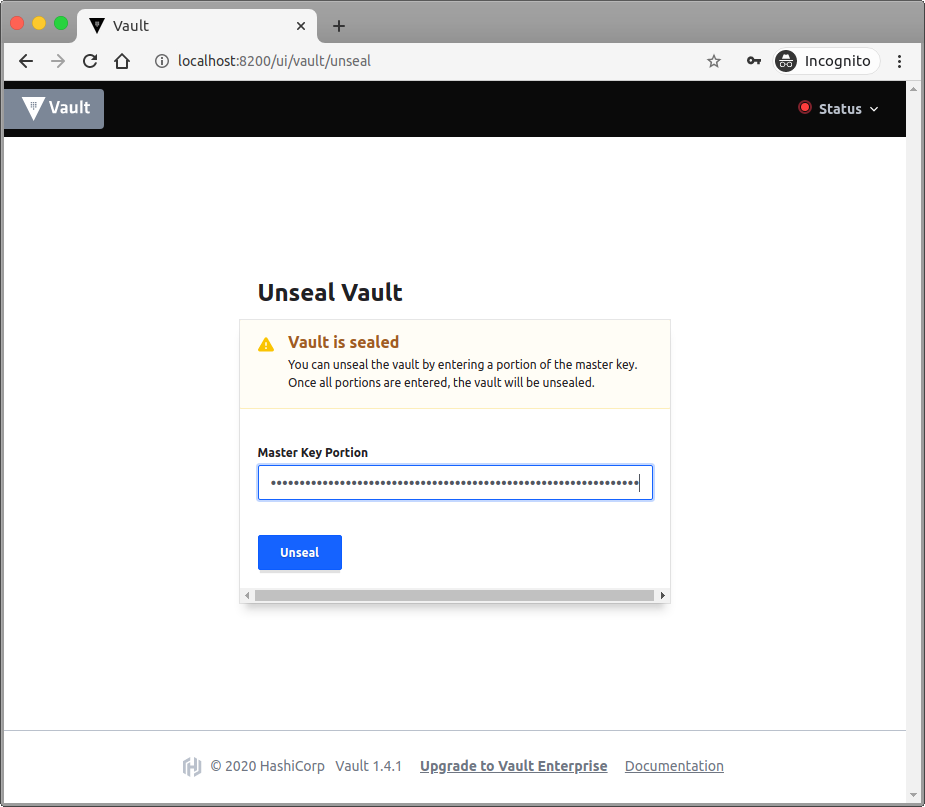 Vault
localhost:8200/ui/vault/unseal
Incognito
Vault
Status
Unseal Vault
Vault is sealed
You can unseal the vault by entering a portion of the master key.
Once all portions are entered, the vault will be unsealed.
Master Key Portion
Unseal
© 2020 HashiCorp Vault 1.4.1 Upgrade to Vault Enterprise Documentation